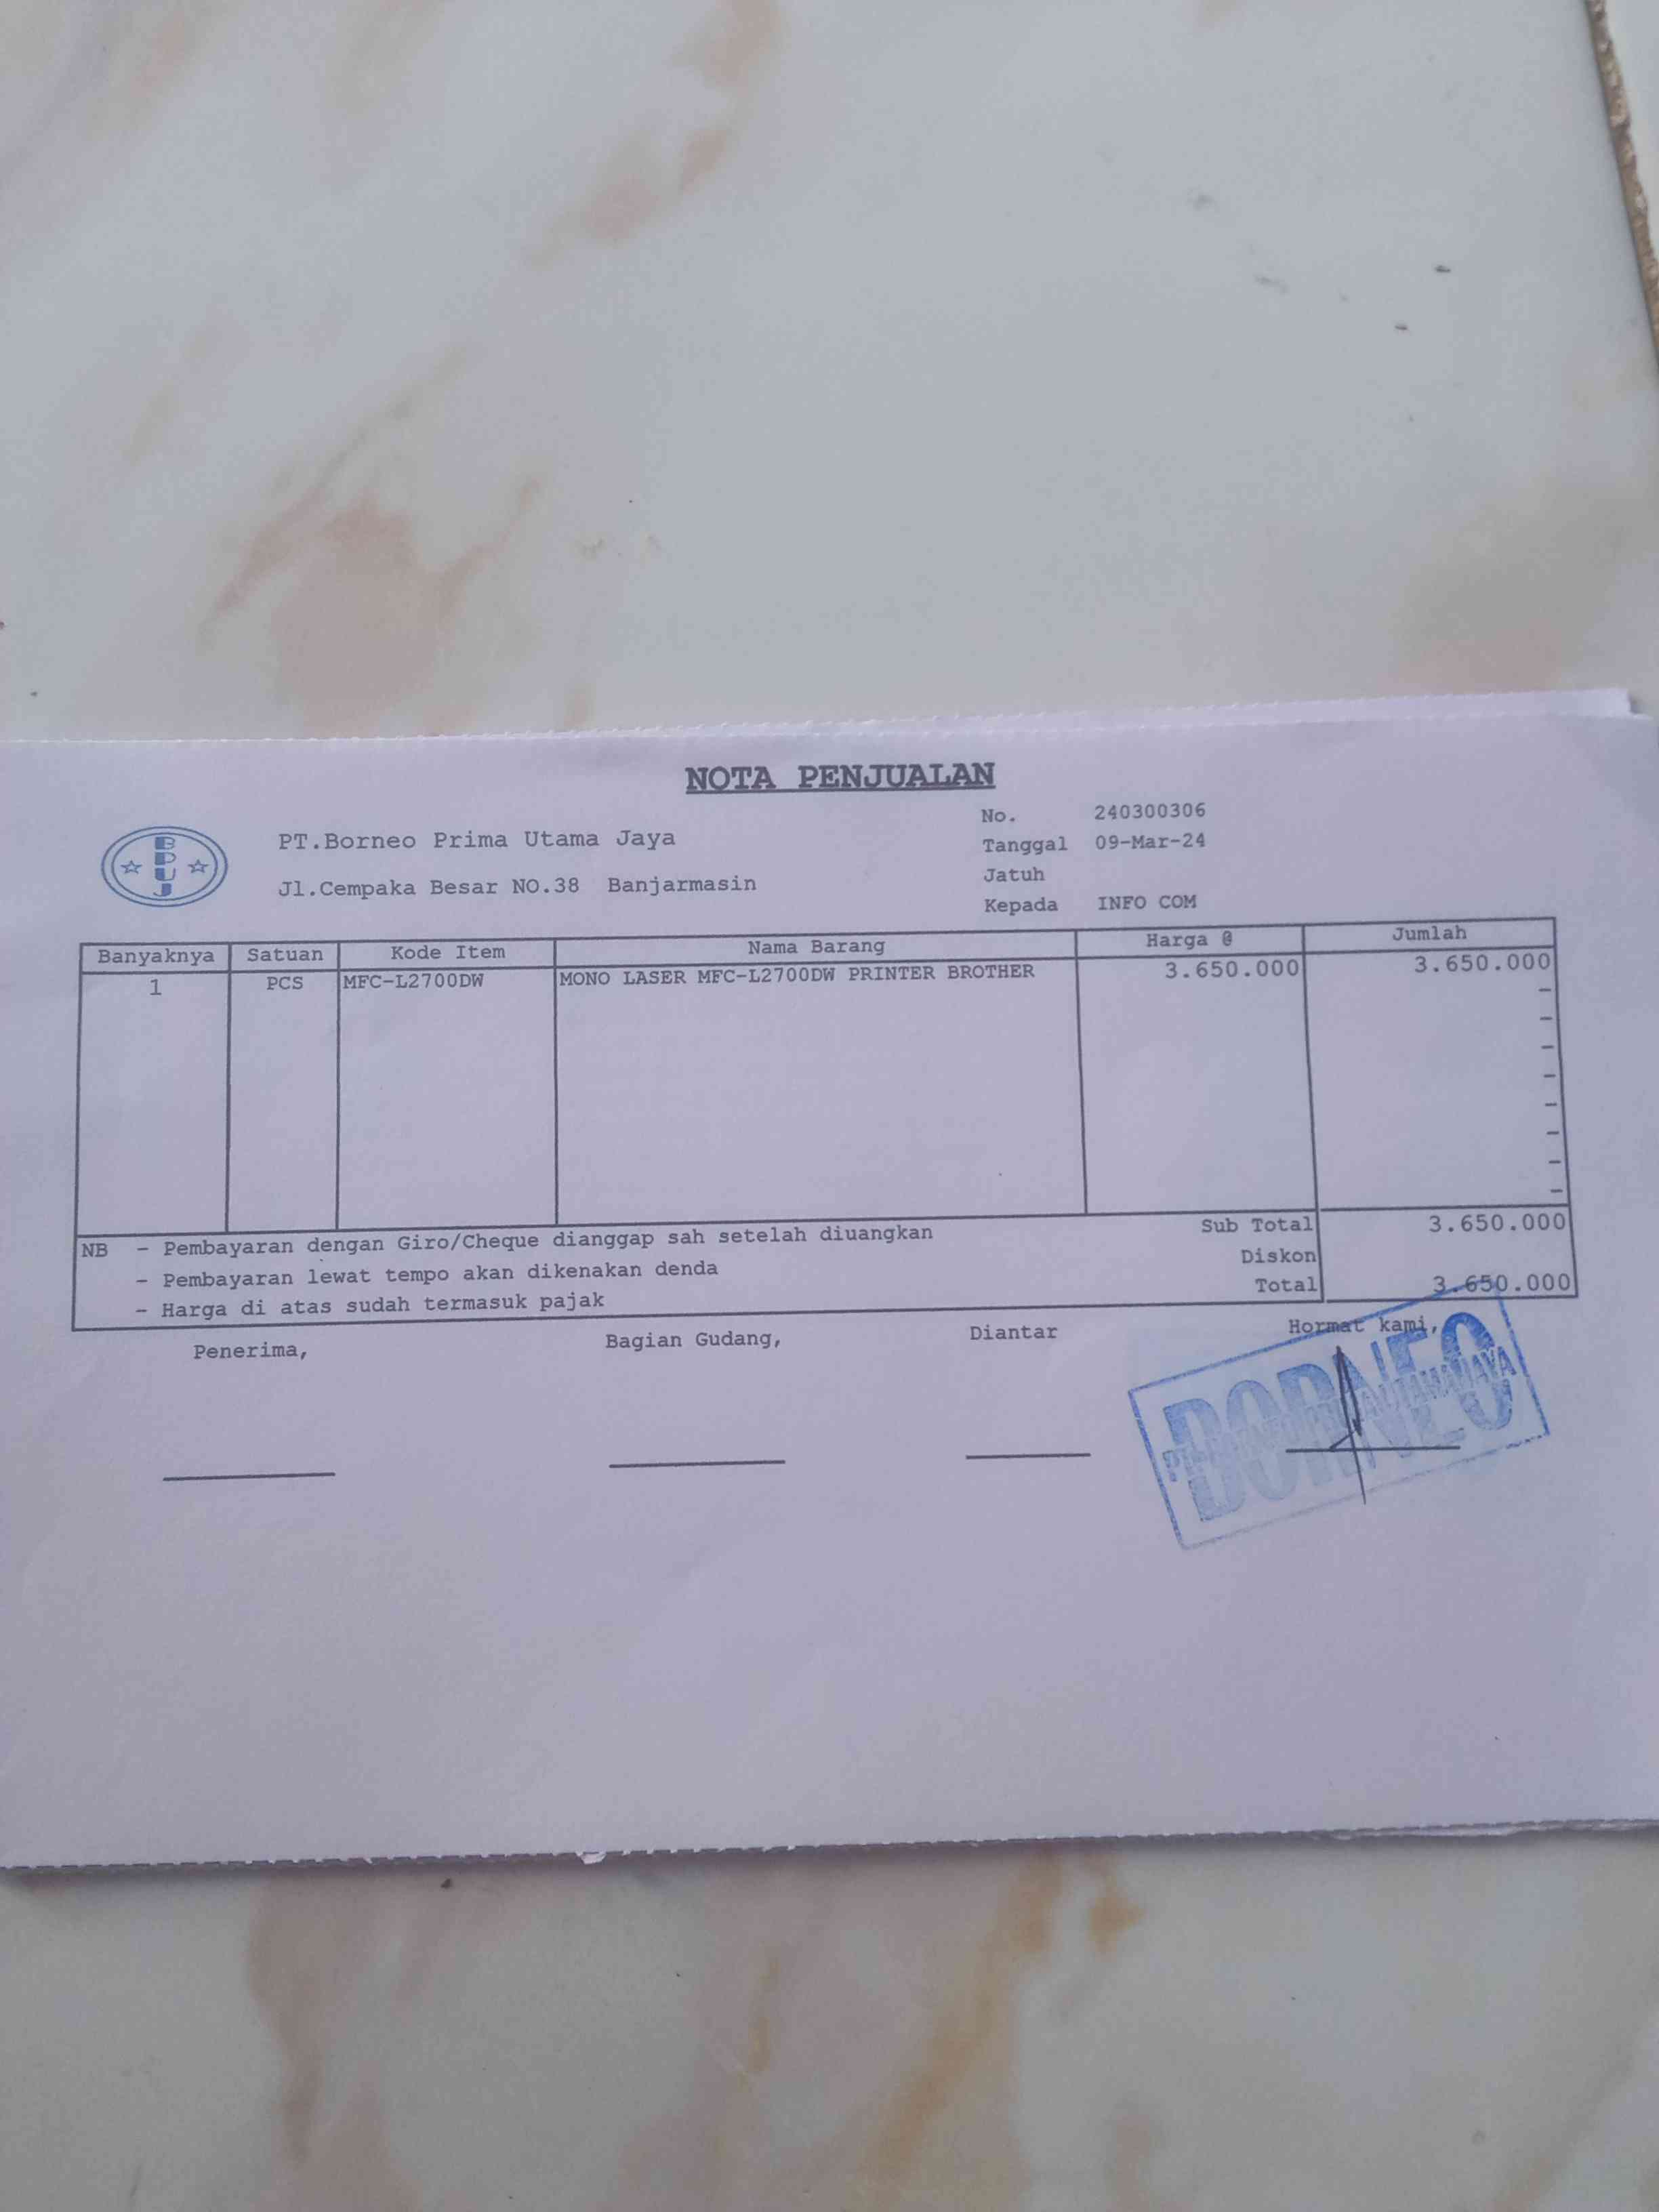 NOTA PENJUALAN
BPUJ
PT.Borneo Prima Utama Jaya
Jl.Cempaka Besar NO.38 Banjarmasin
No. 240300306
Tanggal 09-Mar-24
Jatuh
Kepada INFO COM
Banyaknya Satuan Kode Item Nama Barang Harga @ Jumlah
1 PCS MFC-L2700DW MONO LASER MFC-L2700DW PRINTER BROTHER 3.650.000 3.650.000
-
-
-
-
-
-
-
-
NB - Pembayaran dengan Giro/Cheque dianggap sah setelah diuangkan Sub Total 3.650.000
- Pembayaran lewat tempo akan dikenakan denda Diskon
- Harga di atas sudah termasuk pajak Total 3.650.000
Penerima, Bagian Gudang, Diantar Hormat kami,
BORNEO